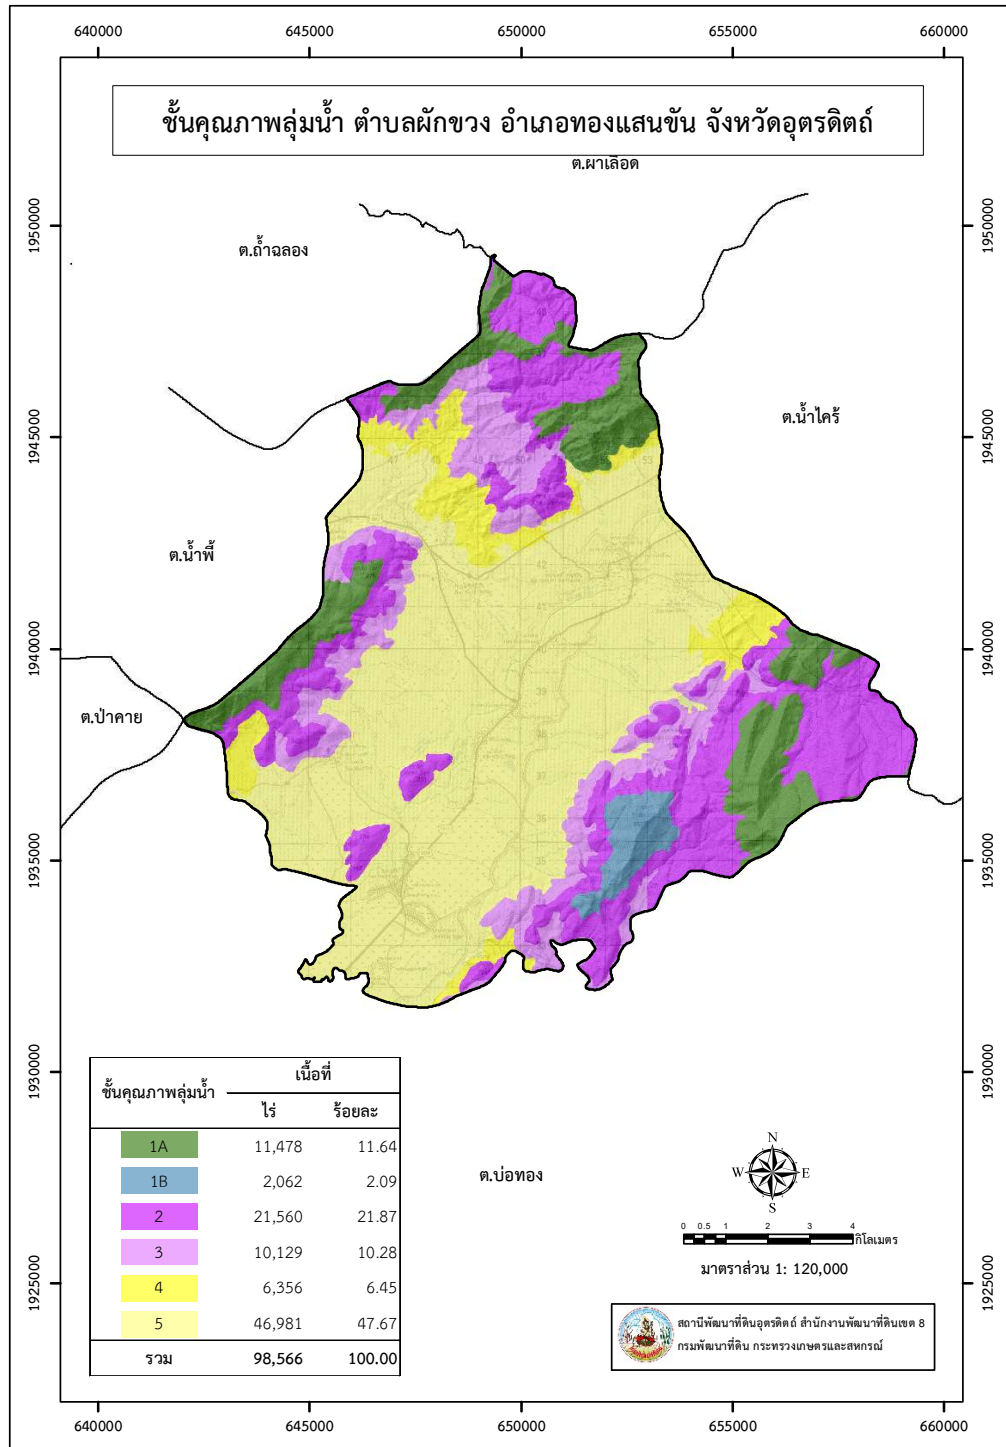 640000 645000 650000 655000 660000
ชั้นคุณภาพลุ่มน้ำ ตำบลผักขวง อำเภอทองแสนขัน จังหวัดอุตรดิตถ์
ต.ผาเลือด
1950000 1950000
ต.ถ้ำฉลอง
ต.น้ำไคร้
1945000 1945000
ต.น้ำพี้
1940000 1940000
ต.ป่าคาย
1935000 1935000
1930000 1930000
ชั้นคุณภาพลุ่มน้ำ เนื้อที่
ไร่ ร้อยละ
1A 11,478 11.64
1B 2,062 2.09
2 21,560 21.87
3 10,129 10.28
4 6,356 6.45
5 46,981 47.67
รวม 98,566 100.00
ต.บ่อทอง
N
W E
S
0 0.5 1 2 3 4
กิโลเมตร
มาตราส่วน 1: 120,000
1925000 1925000
สถานีพัฒนาที่ดินอุตรดิตถ์ สำนักงานพัฒนาที่ดินเขต 8
กรมพัฒนาที่ดิน กระทรวงเกษตรและสหกรณ์
640000 645000 650000 655000 660000